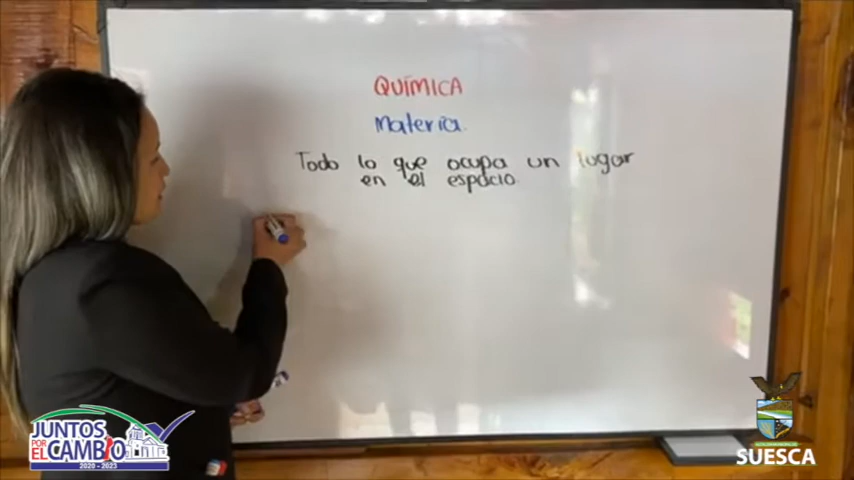 QUÍMICA
Materia.
Todo lo que ocupa un lugar
en el espacio.
JUNTOS
POR
EL CAMBIO
2020 - 2023
SUESCA